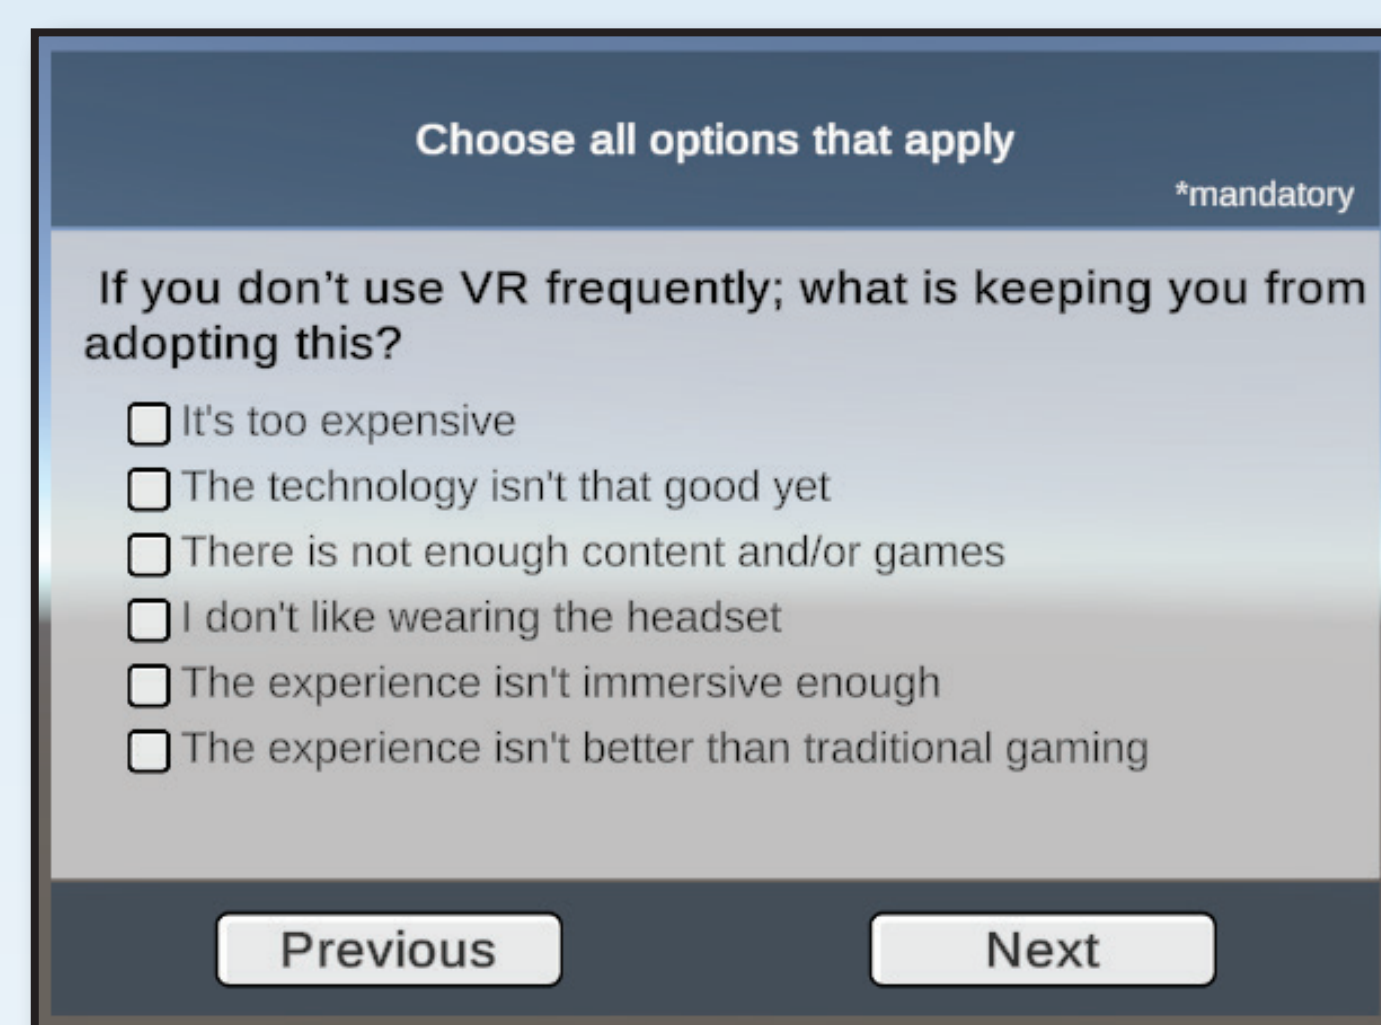 Choose all options that apply
*mandatory
If you don’t use VR frequently; what is keeping you from
adopting this?
It's too expensive
The technology isn't that good yet
There is not enough content and/or games
I don't like wearing the headset
The experience isn't immersive enough
The experience isn't better than traditional gaming
Previous
Next